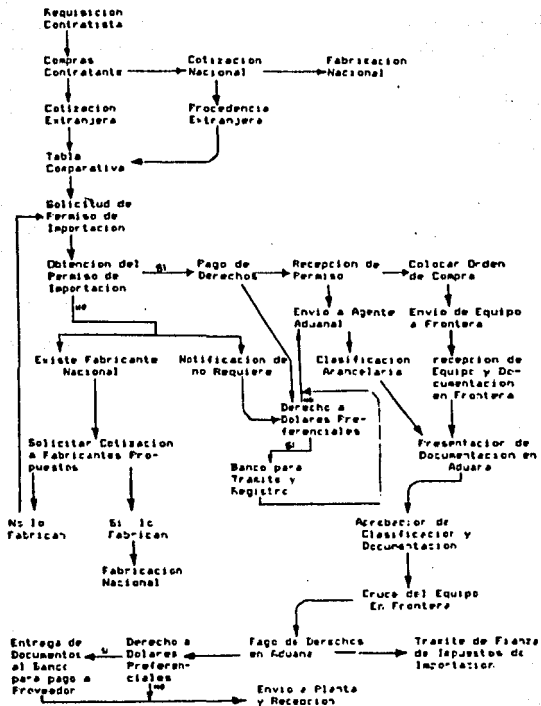 Requisicion
Contratista
Compras
Contratante
Cotizacion
Nacional
Fabricacion
Nacional
Cotizacion
Extranjera
Procedencia
Extranjera
Tabla
Comparativa
Solicitud de
Permiso de
Importacion
Obtencion del
Permiso de
Importacion
SI
Pago de
Derechos
Recepcion de
Permiso
Colocar Orden
de Compra
NO
Envio a Agente
Aduanal
Envio de Equipo
a Frontera
Existe Fabricante
Nacional
Notificacion de
no Requiere
Clasificacion
Arancelaria
recepcion de
Equipo y Do-
cumentacion
en Frontera
NO
Derecho a
Dolares Pre-
ferenciales
Solicitar Cotizacion
a Fabricantes Pro-
puestos
SI
Banco para
Tramite y
Registro
Presentacion de
Documentacion en
Aduana
No lo
Fabrican
Si lo
Fabrican
Aprobacion de
Clasificacion y
Documentacion
Fabricacion
Nacional
Cruce del Equipo
En Frontera
Entrega de
Documentos
al Banco
para pago a
Proveedor
SI
Derecho a
Dolares
Preferen-
ciales
Pago de Derechos
en Aduana
Tramite de Fianza
de Impuestos de
Importacion
NO
Envio a Planta
y Recepcion